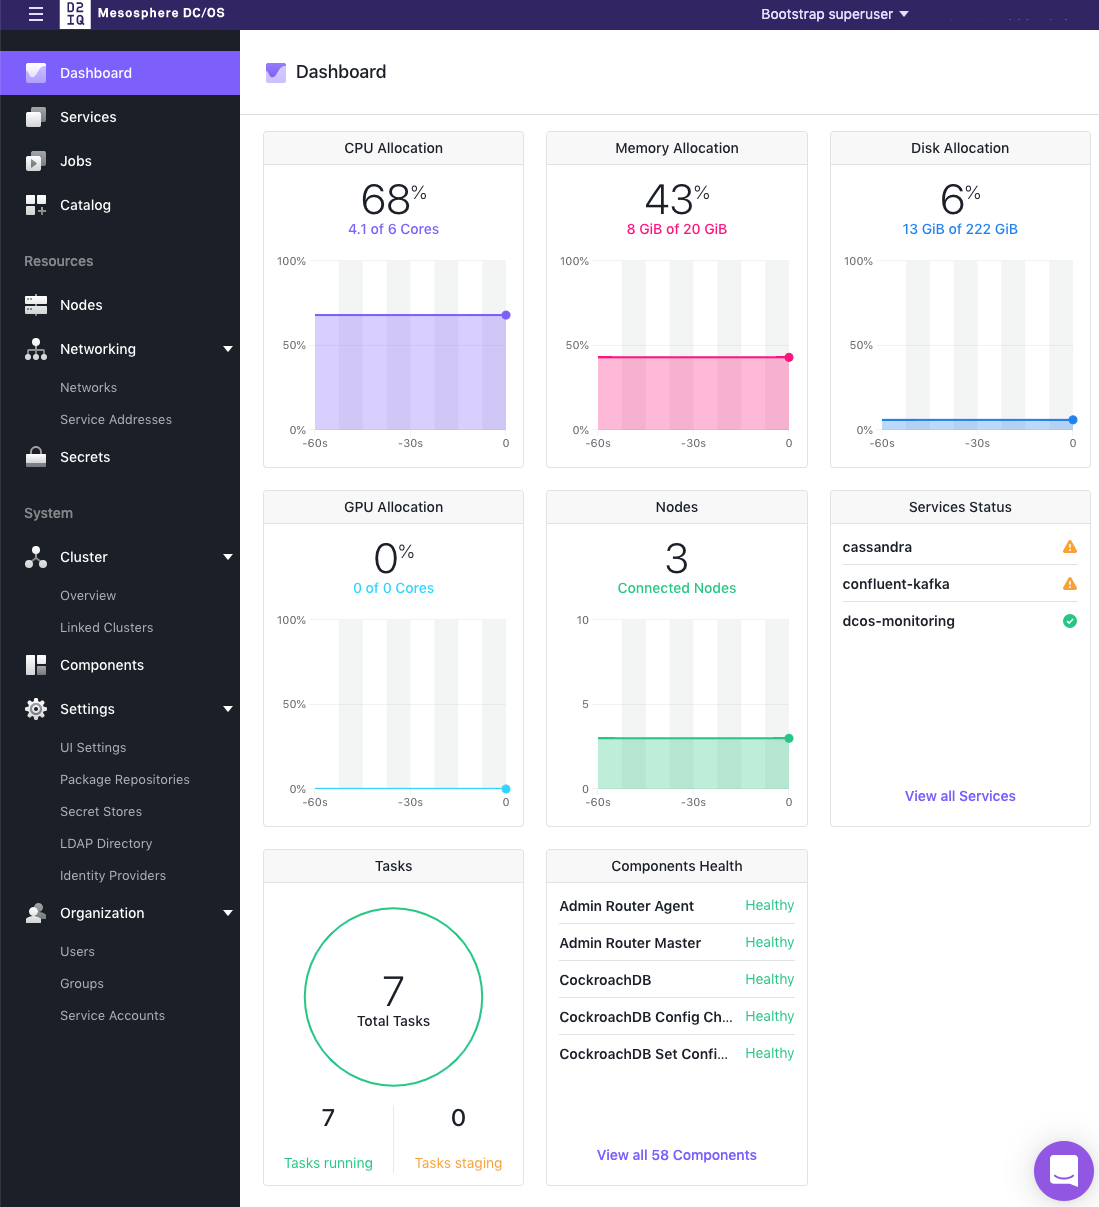 D2
IQ
Mesosphere DC/OS
Bootstrap superuser
Dashboard
Services
Jobs
Catalog
Resources
Nodes
Networking
Networks
Service Addresses
Secrets
System
Cluster
Overview
Linked Clusters
Components
Settings
UI Settings
Package Repositories
Secret Stores
LDAP Directory
Identity Providers
Organization
Users
Groups
Service Accounts
Dashboard
CPU Allocation
68%
4.1 of 6 Cores
100%
50%
0%
-60s -30s 0
Memory Allocation
43%
8 GiB of 20 GiB
100%
50%
0%
-60s -30s 0
Disk Allocation
6%
13 GiB of 222 GiB
100%
50%
0%
-60s -30s 0
GPU Allocation
0%
0 of 0 Cores
100%
50%
0%
-60s -30s 0
Nodes
3
Connected Nodes
10
5
0
-60s -30s 0
Services Status
cassandra
confluent-kafka
dcos-monitoring
View all Services
Tasks
7
Total Tasks
7 0
Tasks running Tasks staging
Components Health
Admin Router Agent Healthy
Admin Router Master Healthy
CockroachDB Healthy
CockroachDB Config Ch... Healthy
CockroachDB Set Confi... Healthy
View all 58 Components